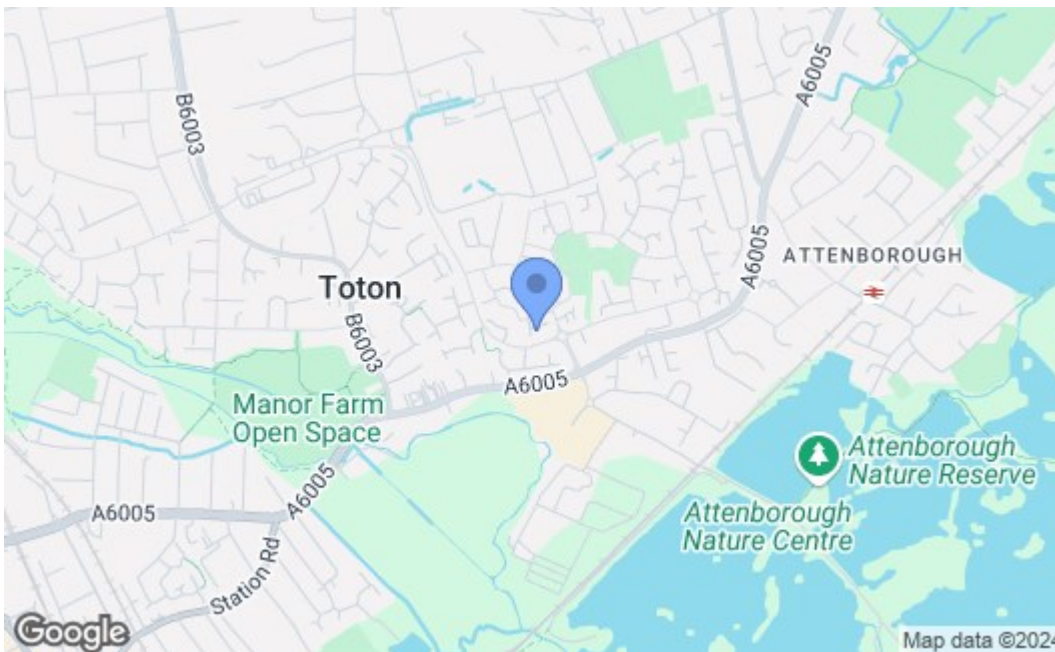 B6003
A6005
A6005
ATTENBOROUGH
Toton
B6003
A6005
Manor Farm
Open Space
Attenborough
Nature Reserve
A6005
A6005
Attenborough
Nature Centre
Station Rd
Google
Map data ©2024